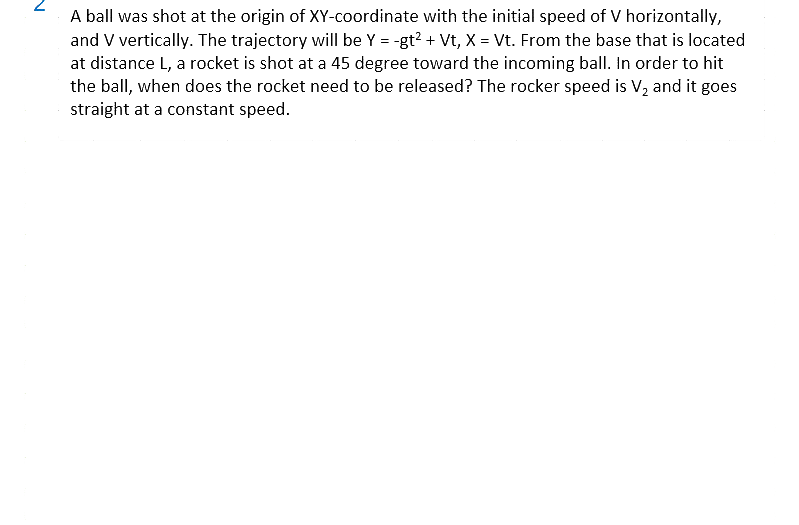 2
A ball was shot at the origin of XY-coordinate with the initial speed of V horizontally,
and V vertically. The trajectory will be Y = -gt² + Vt, X = Vt. From the base that is located
at distance L, a rocket is shot at a 45 degree toward the incoming ball. In order to hit
the ball, when does the rocket need to be released? The rocker speed is V₂ and it goes
straight at a constant speed.